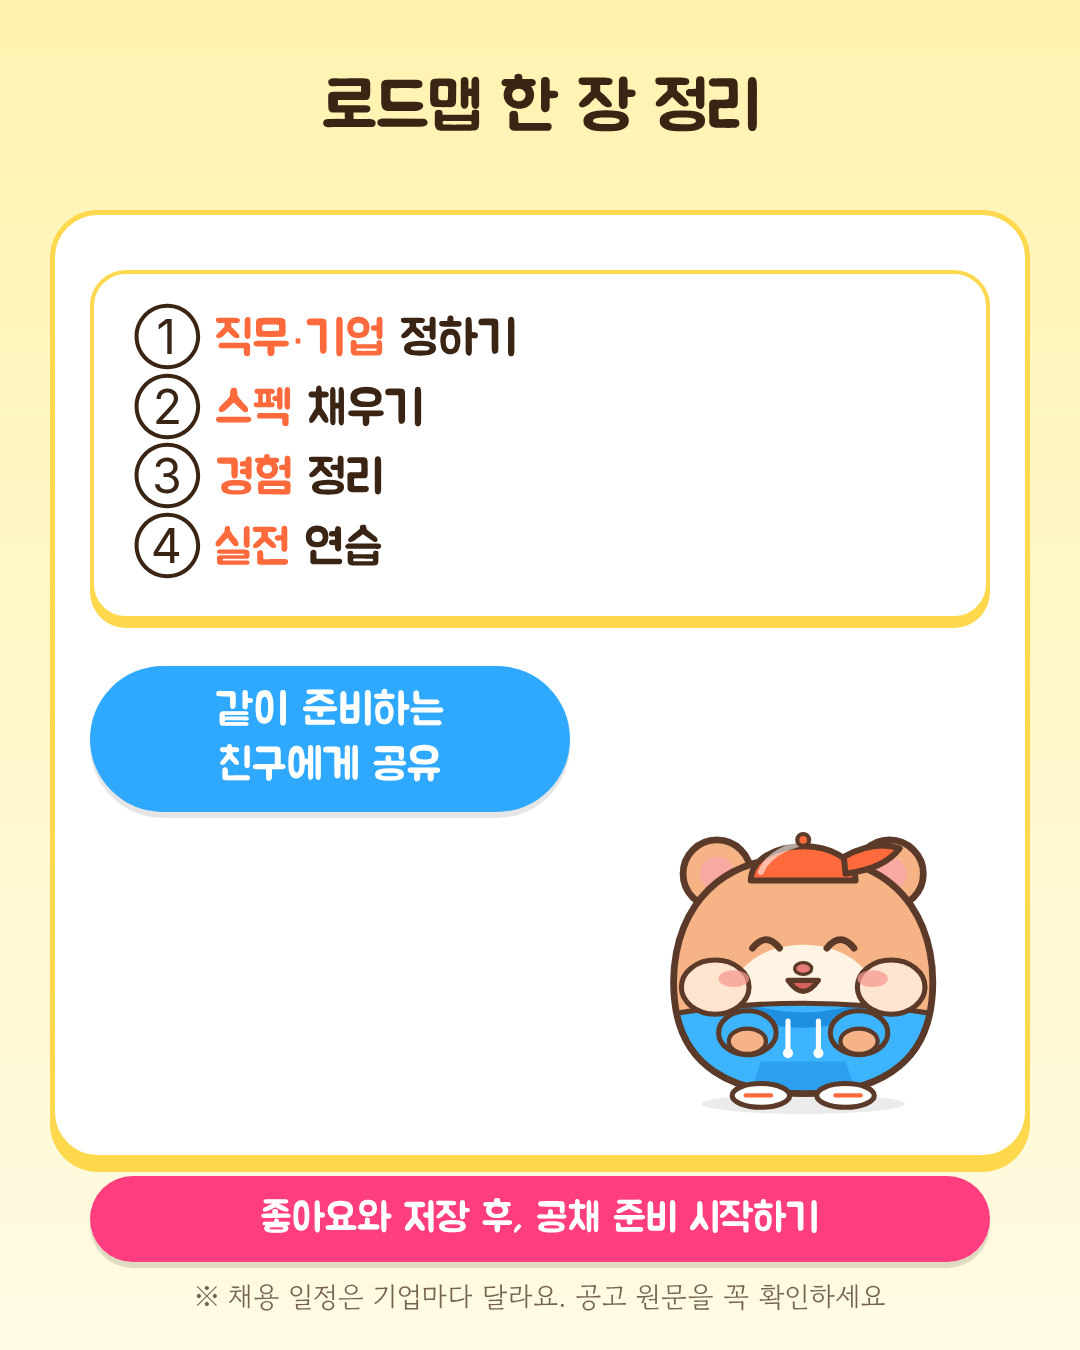 로드맵 한 장 정리
① 직무·기업 정하기
② 스펙 채우기
③ 경험 정리
④ 실전 연습
같이 준비하는
친구에게 공유
좋아요와 저장 후, 공채 준비 시작하기
※ 채용 일정은 기업마다 달라요. 공고 원문을 꼭 확인하세요